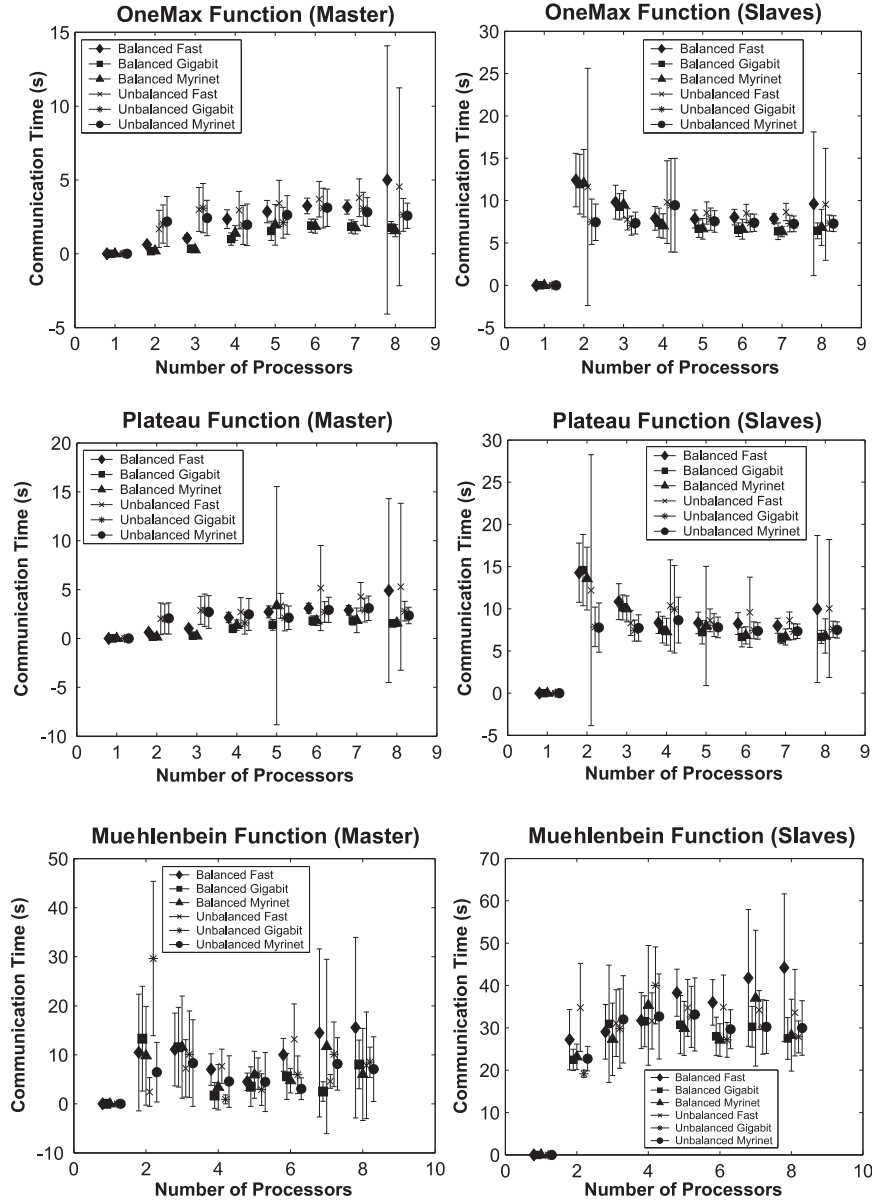 OneMax Function (Master)
15
10
5
0
-5
Communication Time (s)
Balanced Fast
Balanced Gigabit
Balanced Myrinet
Unbalanced Fast
Unbalanced Gigabit
Unbalanced Myrinet
0 1 2 3 4 5 6 7 8 9
Number of Processors
OneMax Function (Slaves)
30
25
20
15
10
5
0
-5
Communication Time (s)
Balanced Fast
Balanced Gigabit
Balanced Myrinet
Unbalanced Fast
Unbalanced Gigabit
Unbalanced Myrinet
0 1 2 3 4 5 6 7 8 9
Number of Processors
Plateau Function (Master)
20
15
10
5
0
-5
-10
Communication Time (s)
Balanced Fast
Balanced Gigabit
Balanced Myrinet
Unbalanced Fast
Unbalanced Gigabit
Unbalanced Myrinet
0 1 2 3 4 5 6 7 8 9
Number of Processors
Plateau Function (Slaves)
30
25
20
15
10
5
0
-5
Communication Time (s)
Balanced Fast
Balanced Gigabit
Balanced Myrinet
Unbalanced Fast
Unbalanced Gigabit
Unbalanced Myrinet
0 1 2 3 4 5 6 7 8 9
Number of Processors
Muehlenbein Function (Master)
50
40
30
20
10
0
-10
Communication Time (s)
Balanced Fast
Balanced Gigabit
Balanced Myrinet
Unbalanced Fast
Unbalanced Gigabit
Unbalanced Myrinet
0 2 4 6 8 10
Number of Processors
Muehlenbein Function (Slaves)
70
60
50
40
30
20
10
0
Communication Time (s)
Balanced Fast
Balanced Gigabit
Balanced Myrinet
Unbalanced Fast
Unbalanced Gigabit
Unbalanced Myrinet
0 2 4 6 8 10
Number of Processors